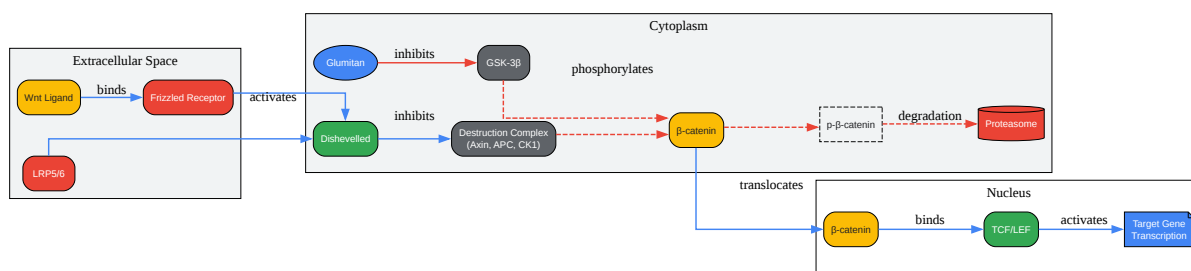 Extracellular Space
Wnt Ligand
binds
Frizzled Receptor
LRP5/6
activates
Cytoplasm
Glumitan
inhibits
GSK-3β
phosphorylates
Dishevelled
inhibits
Destruction Complex
(Axin, APC, CK1)
β-catenin
p-β-catenin
degradation
Proteasome
translocates
Nucleus
β-catenin
binds
TCF/LEF
activates
Target Gene
Transcription